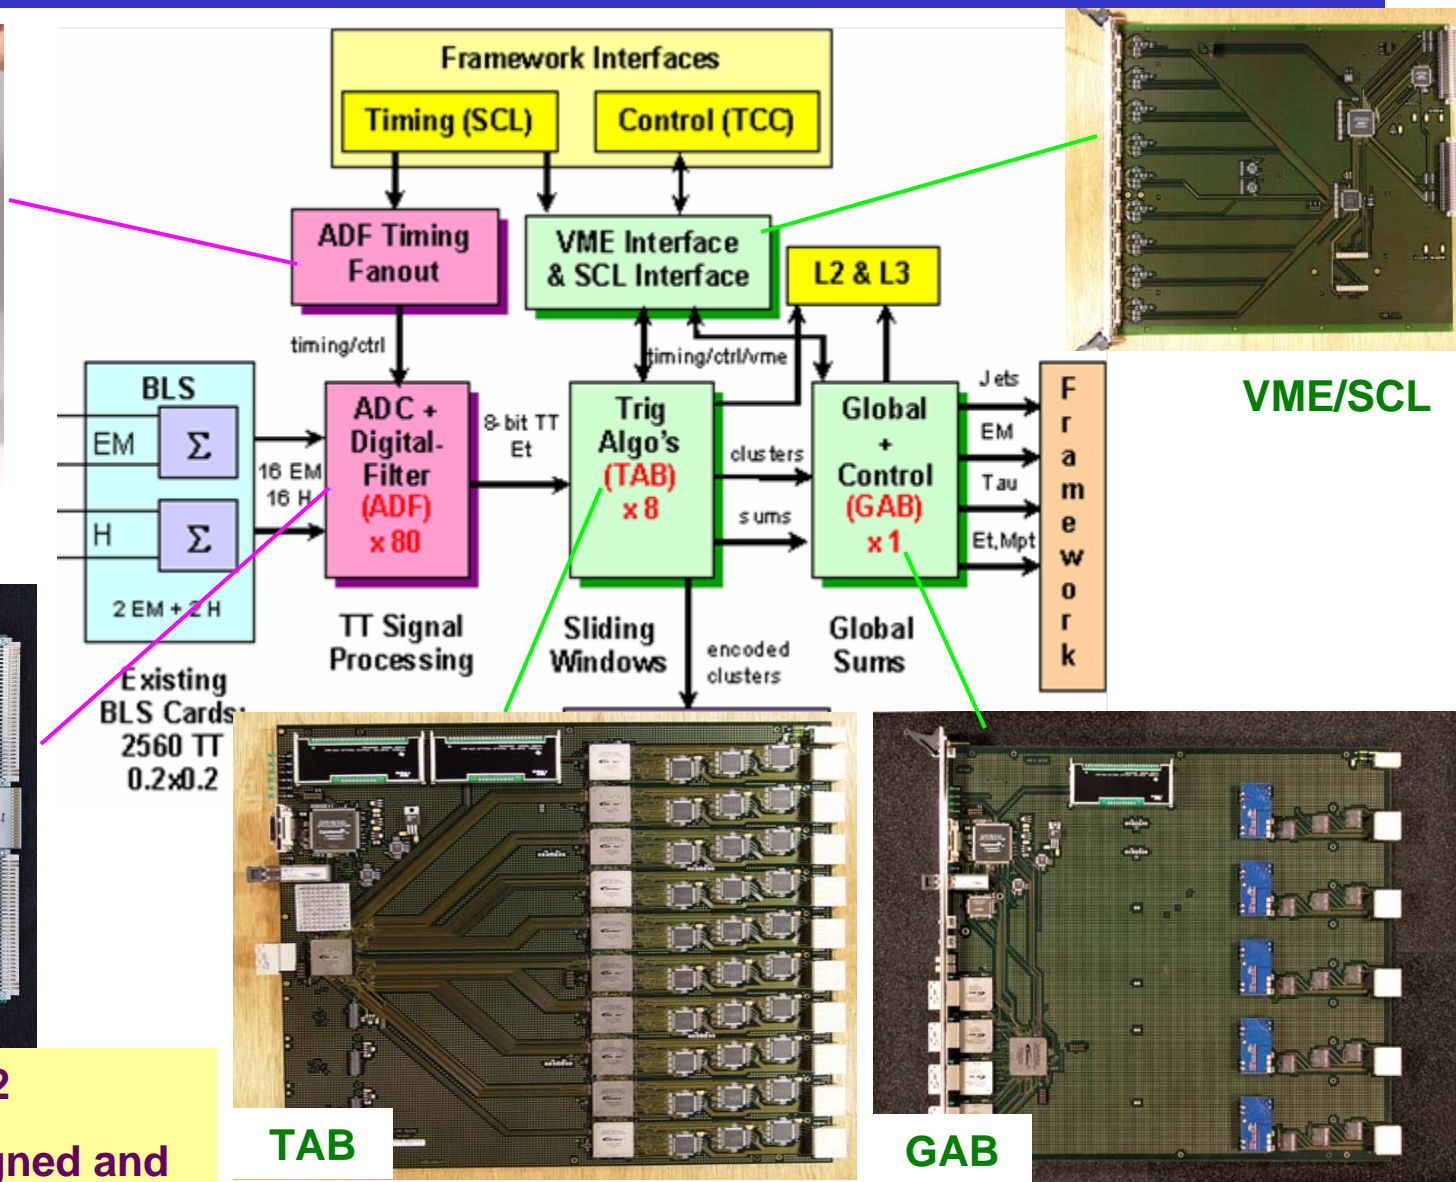 Framework Interfaces
Timing (SCL)
Control (TCC)
ADF Timing
Fanout
VME Interface
& SCL Interface
L2 & L3
timing/ctrl
timing/ctrl/vme
BLS
EM
Σ
H
Σ
2 EM + 2 H
16 EM
16 H
ADC +
Digital-
Filter
(ADF)
x 80
8-bit TT
Et
Trig
Algo's
(TAB)
x 8
clusters
sums
Global
+
Control
(GAB)
x 1
Jets
EM
Tau
Et,Mpt
Framework
VME/SCL
TT Signal
Processing
Sliding
Windows
Global
Sums
encoded
clusters
Existing
BLS Cards:
2560 TT
0.2x0.2
2
gned and
TAB
GAB